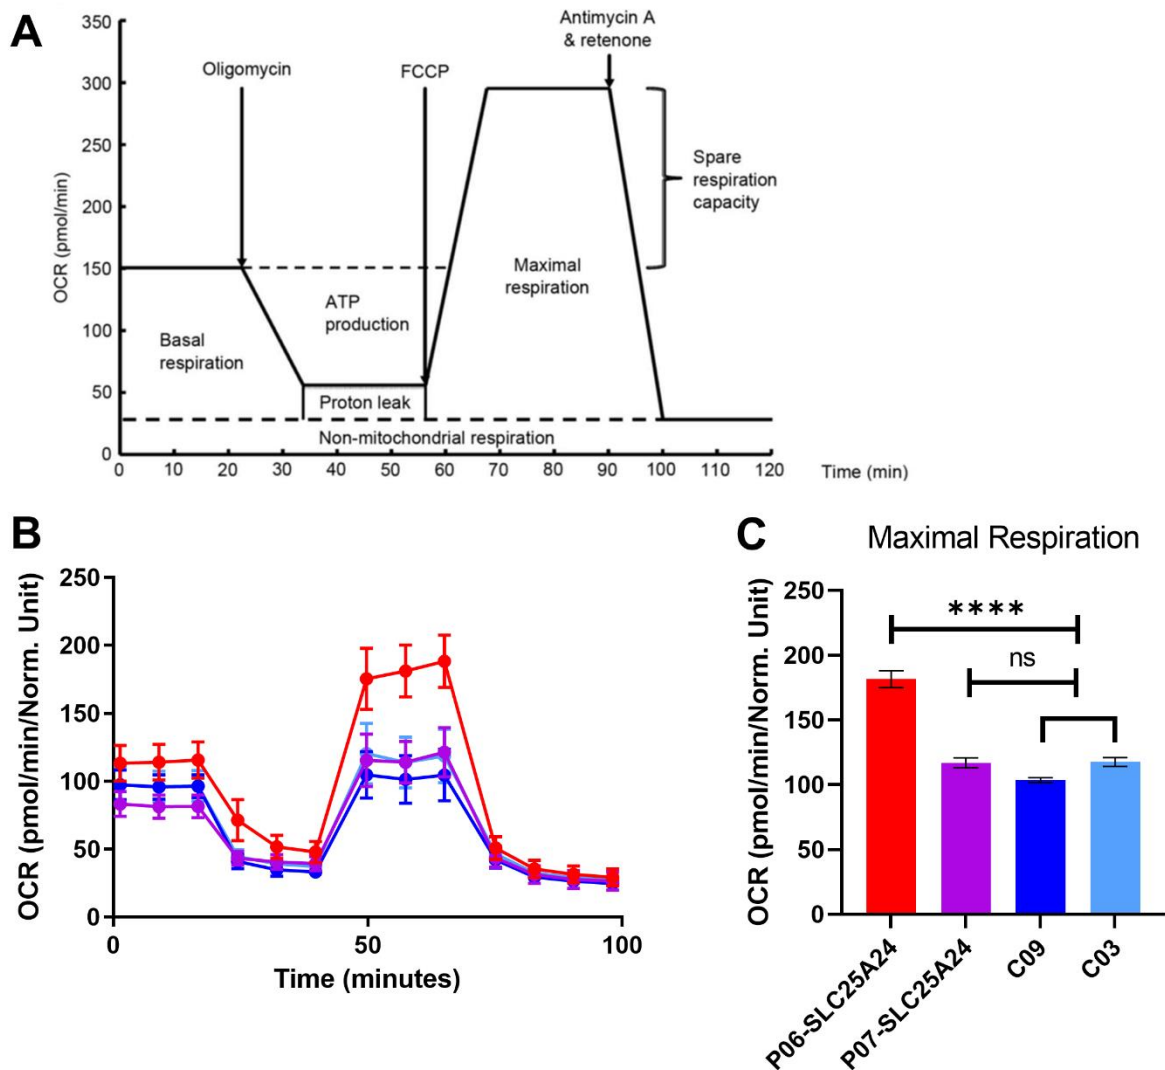 A
350
300
250
200
150
100
50
0
OCR (pmol/min)
Oligomycin
FCCP
Antimycin A
& retenone
Spare
respiration
capacity
Maximal
respiration
ATP
production
Basal
respiration
Proton leak
Non-mitochondrial respiration
0 10 20 30 40 50 60 70 80 90 100 110 120
Time (min)
B
250
200
150
100
50
0
OCR (pmol/min/Norm. Unit)
0 50 100
Time (minutes)
C
Maximal Respiration
250
200
150
100
50
0
OCR (pmol/min/Norm. Unit)
****
ns
P06-SLC25A24
P07-SLC25A24
C09
C03